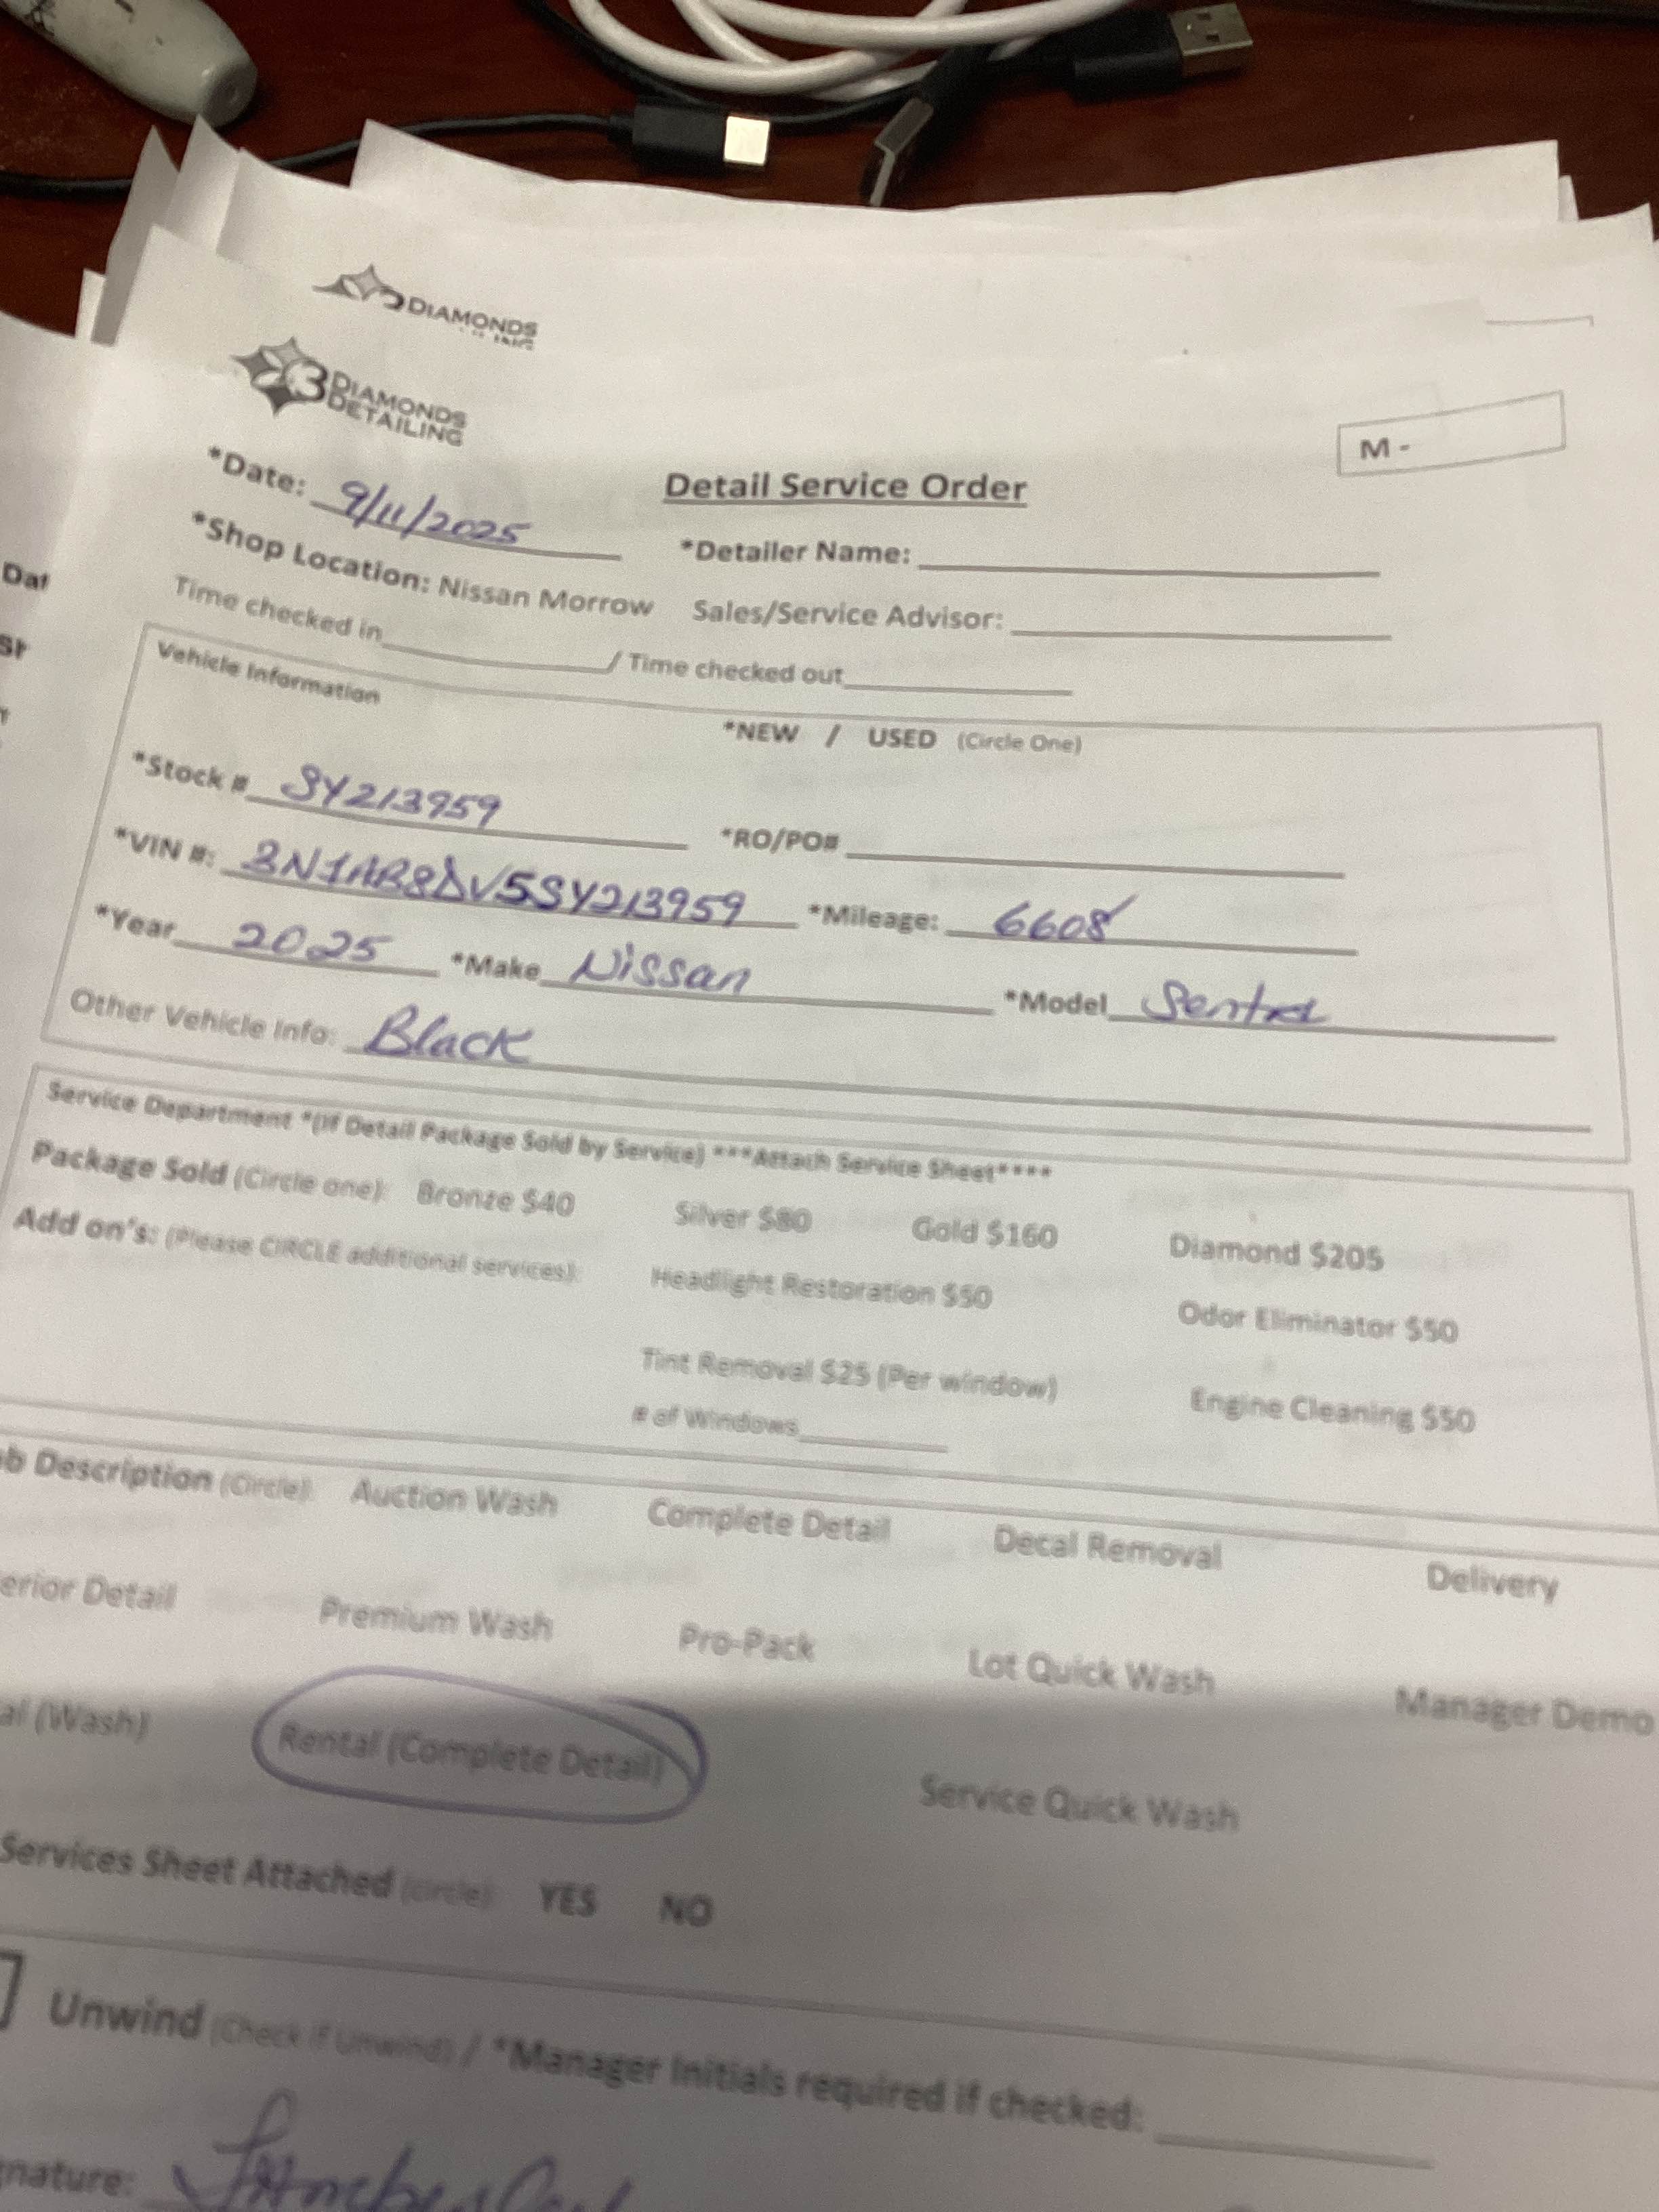 DIAMONDS
3 DIAMONDS
DETAILING
M -
Detail Service Order
*Date: 9/11/2025
*Detailer Name:
*Shop Location: Nissan Morrow
Sales/Service Advisor:
Time checked in / Time checked out
Vehicle Information
*NEW / USED (Circle One)
*Stock # SY213959
*RO/PO#
*VIN #: 3N1AB8DV5SY213959 *Mileage: 6608
*Year 2025 *Make Nissan *Model Sentra
Other Vehicle Info: Black
Service Department *(If Detail Package Sold by Service) ***Attach Service Sheet****
Package Sold (Circle one): Bronze $40 Silver $80 Gold $160 Diamond $205
Add on's: (Please CIRCLE additional services): Headlight Restoration $50 Odor Eliminator $50
Tint Removal $25 (Per window) Engine Cleaning $50
# of Windows
b Description (Circle): Auction Wash Complete Detail Decal Removal Delivery
erior Detail Premium Wash Pro-Pack Lot Quick Wash Manager Demo
al (Wash) Rental (Complete Detail) Service Quick Wash
Services Sheet Attached (circle): YES NO
Unwind (Check if Unwind) / *Manager Initials required if checked:
nature:
Dat